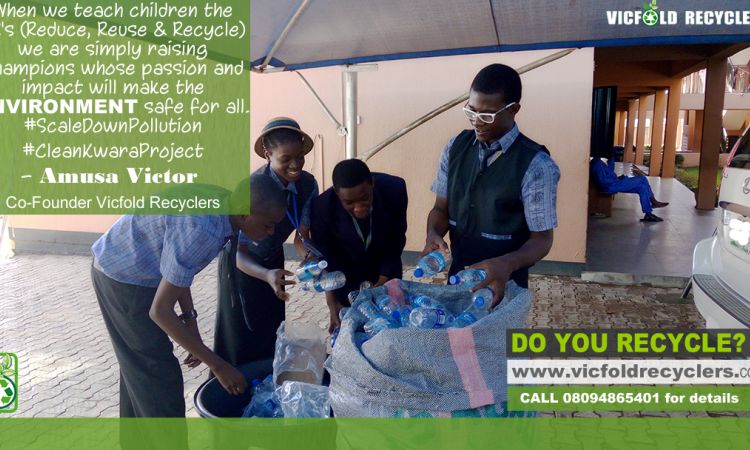 When we teach children the
(Reduce, Reuse & Recycle)
we are simply raising
champions whose passion and
impact will make the
ENVIRONMENT safe for all.
#ScaleDownPollution
#CleanKwaraProject
- Amusa Victor
Co-Founder Vicfold Recyclers
VICFOLD RECYCLE
DO YOU RECYCLE?
www.vicfoldrecyclers.co
CALL 08094865401 for details